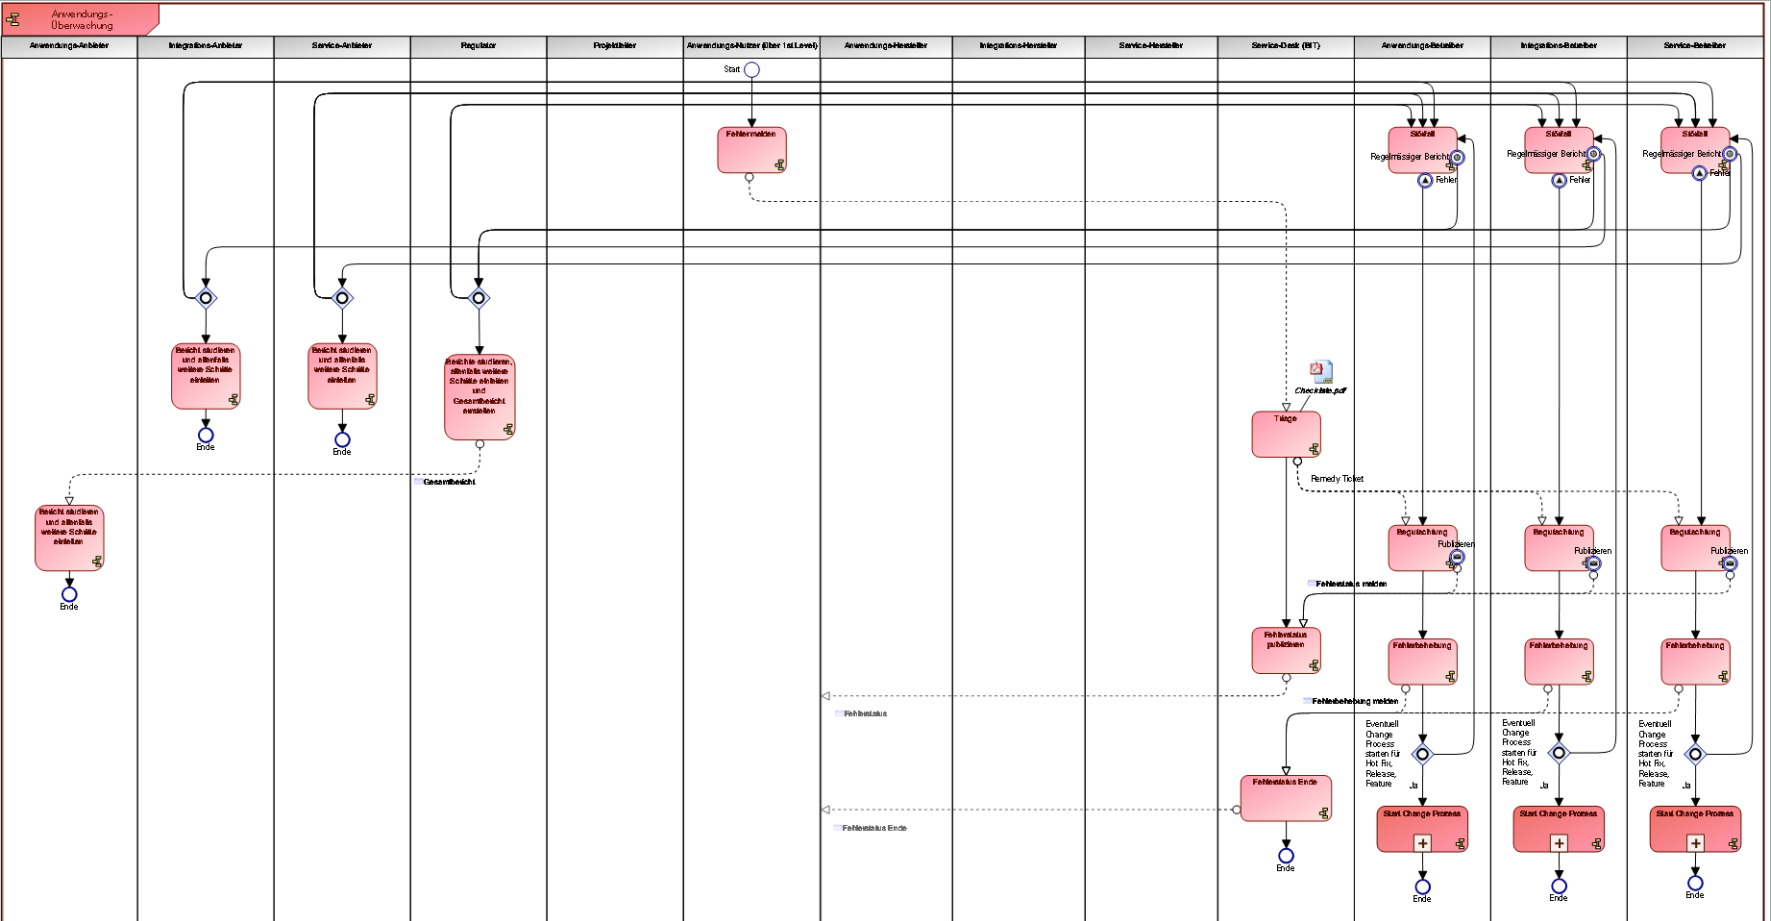 Anwendungs-
Überwachung
Anwendungs-Anbieter
Integrations-Anbieter
Service-Anbieter
Regulator
Projektleiter
Anwendungs-Nutzer (über 1st Level)
Anwendungs-Hersteller
Integrations-Hersteller
Service-Hersteller
Service-Desk (BIT)
Anwendungs-Betreiber
Integrations-Betreiber
Service-Betreiber
Start
Fehler melden
Störfall
Regelmässiger Bericht
Fehler
Störfall
Regelmässiger Bericht
Fehler
Störfall
Regelmässiger Bericht
Fehler
Bericht studieren
und allenfalls
weitere Schritte
einleiten
Ende
Bericht studieren
und allenfalls
weitere Schritte
einleiten
Ende
Berichte studieren,
allenfalls weitere
Schritte einleiten
und
Gesamtbericht
erstellen
Gesamtbericht
Bericht studieren
und allenfalls
weitere Schritte
einleiten
Ende
Checkliste.pdf
Triage
Remedy Ticket
Begutachtung
Publizieren
Begutachtung
Publizieren
Begutachtung
Publizieren
Fehlerstatus melden
Fehlerstatus
publizieren
Fehlerstatus
Fehlerbehebung
Fehlerbehebung
Fehlerbehebung
Fehlerbehebung melden
Eventuell
Change
Process
starten für
Hot Fix,
Release,
Feature
Ja
Eventuell
Change
Process
starten für
Hot Fix,
Release,
Feature
Ja
Eventuell
Change
Process
starten für
Hot Fix,
Release,
Feature
Ja
Fehlerstatus Ende
Fehlerstatus Ende
Ende
Start Change Prozess
Ende
Start Change Prozess
Ende
Start Change Prozess
Ende